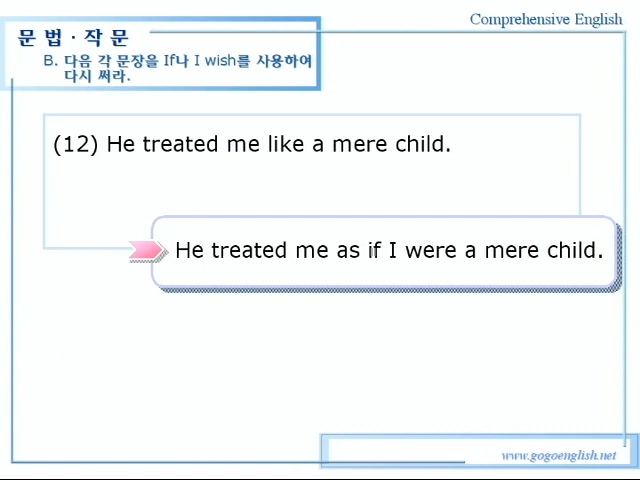 Comprehensive English
문 법 · 작 문
B. 다음 각 문장을 If나 I wish를 사용하여
다시 써라.
(12) He treated me like a mere child.
He treated me as if I were a mere child.
www.gogoenglish.net